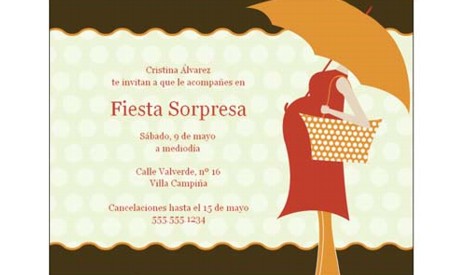 Cristina Álvarez
te invitan a que le acompañes en
Fiesta Sorpresa
Sábado, 9 de mayo
a mediodía
Calle Valverde, nº 16
Villa Campiña
Cancelaciones hasta el 15 de mayo
555 555 1234